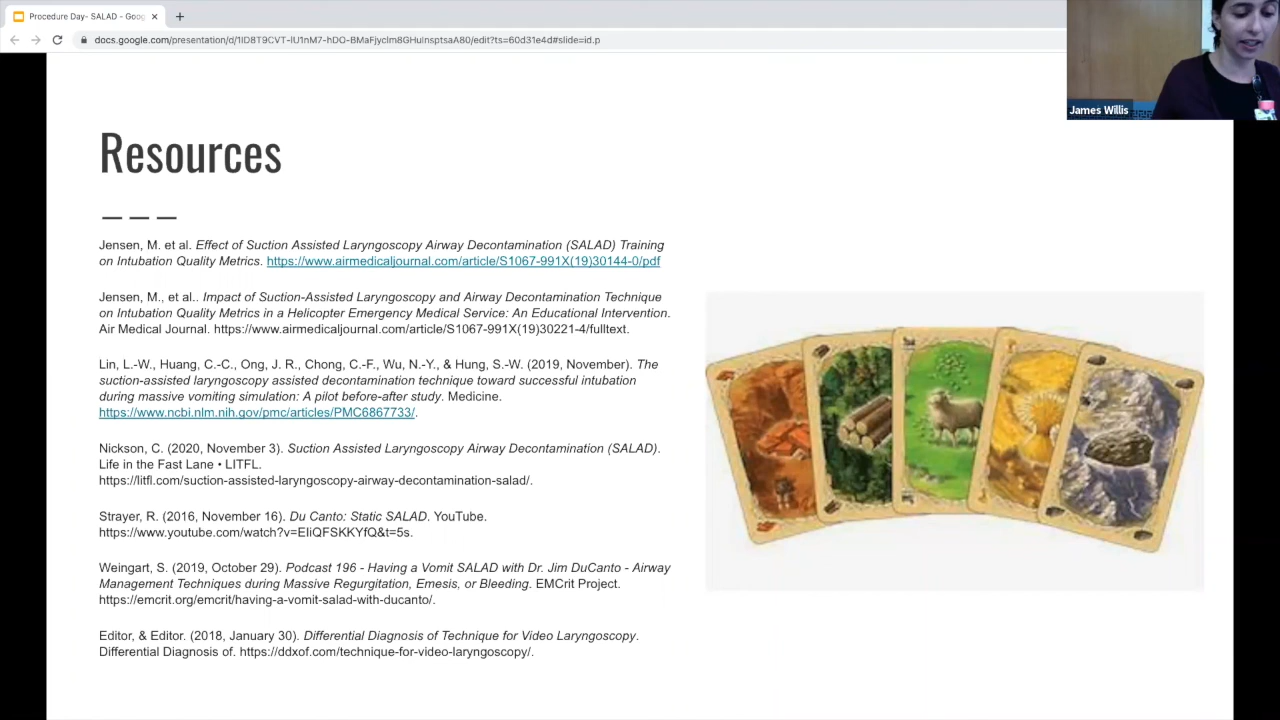 Procedure Day- SALAD - Goog
docs.google.com/presentation/d/1ID8T9CVT-IU1nM7-hDO-BMaFjyclm8GHuInsptsaA80/edit?ts=60d31e4d#slide=id.p
James Willis
Resources
Jensen, M. et al. Effect of Suction Assisted Laryngoscopy Airway Decontamination (SALAD) Training
on Intubation Quality Metrics. https://www.airmedicaljournal.com/article/S1067-991X(19)30144-0/pdf
Jensen, M., et al.. Impact of Suction-Assisted Laryngoscopy and Airway Decontamination Technique
on Intubation Quality Metrics in a Helicopter Emergency Medical Service: An Educational Intervention.
Air Medical Journal. https://www.airmedicaljournal.com/article/S1067-991X(19)30221-4/fulltext.
Lin, L.-W., Huang, C.-C., Ong, J. R., Chong, C.-F., Wu, N.-Y., & Hung, S.-W. (2019, November). The
suction-assisted laryngoscopy assisted decontamination technique toward successful intubation
during massive vomiting simulation: A pilot before-after study. Medicine.
https://www.ncbi.nlm.nih.gov/pmc/articles/PMC6867733/.
Nickson, C. (2020, November 3). Suction Assisted Laryngoscopy Airway Decontamination (SALAD).
Life in the Fast Lane • LITFL.
https://litfl.com/suction-assisted-laryngoscopy-airway-decontamination-salad/.
Strayer, R. (2016, November 16). Du Canto: Static SALAD. YouTube.
https://www.youtube.com/watch?v=EIiQFSKKYfQ&t=5s.
Weingart, S. (2019, October 29). Podcast 196 - Having a Vomit SALAD with Dr. Jim DuCanto - Airway
Management Techniques during Massive Regurgitation, Emesis, or Bleeding. EMCrit Project.
https://emcrit.org/emcrit/having-a-vomit-salad-with-ducanto/.
Editor, & Editor. (2018, January 30). Differential Diagnosis of Technique for Video Laryngoscopy.
Differential Diagnosis of. https://ddxof.com/technique-for-video-laryngoscopy/.